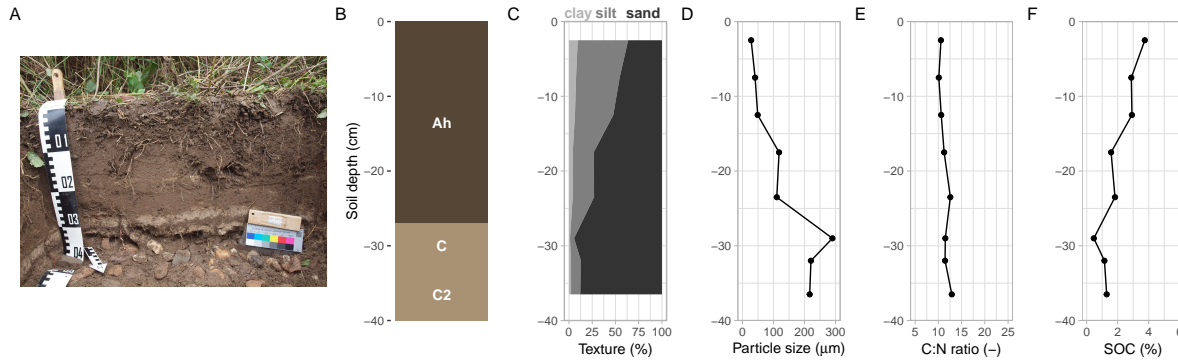 A
01
02
03
04
B
Soil depth (cm)
0
−10
−20
−30
−40
Ah
C
C2
C
clay silt sand
0
−10
−20
−30
−40
0 25 50 75 100
Texture (%)
D
0
−10
−20
−30
−40
0 100 200 300
Particle size (µm)
E
0
−10
−20
−30
−40
5 10 15 20 25
C:N ratio (−)
F
0
−10
−20
−30
−40
0 2 4 6
SOC (%)